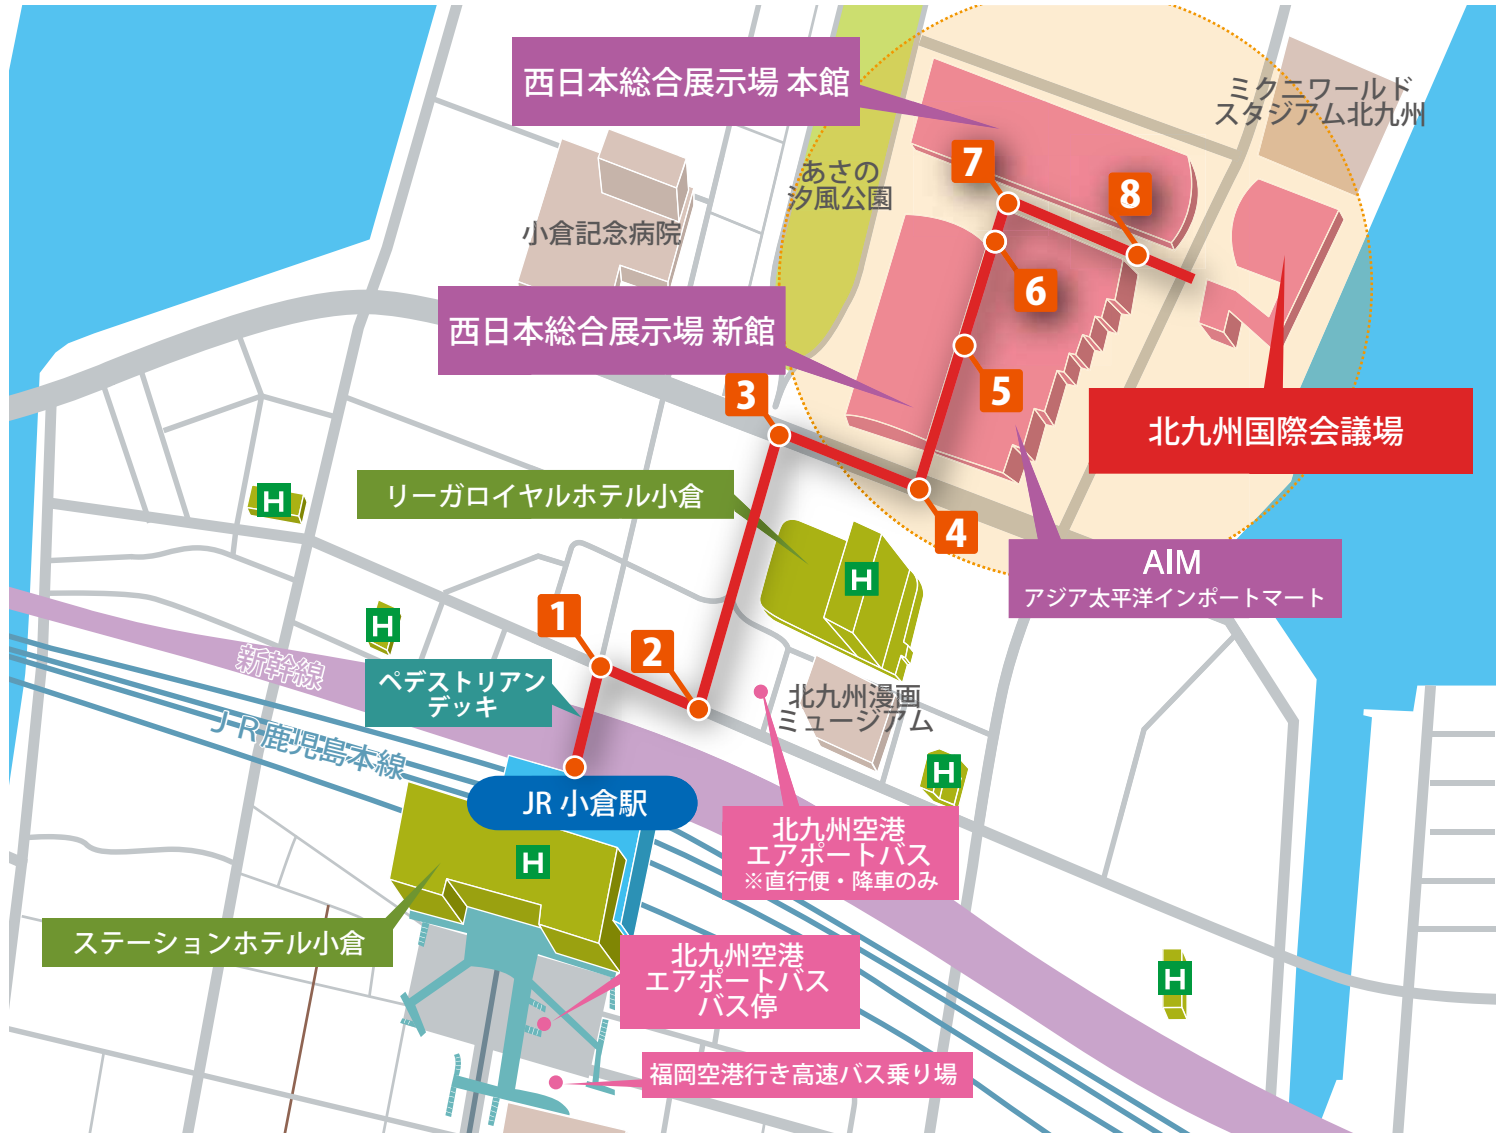 西日本総合展示場 本館
ミクニワールド
スタジアム北九州
7
8
あさの
汐風公園
小倉記念病院
6
西日本総合展示場 新館
5
3
北九州国際会議場
リーガロイヤルホテル小倉
H
4
AIM
アジア太平洋インポートマート
H
H
1
2
新幹線
ペデストリアン
デッキ
北九州漫画
ミュージアム
JR鹿児島本線
H
JR 小倉駅
北九州空港
エアポートバス
※直行便・降車のみ
H
ステーションホテル小倉
北九州空港
エアポートバス
バス停
H
福岡空港行き高速バス乗り場